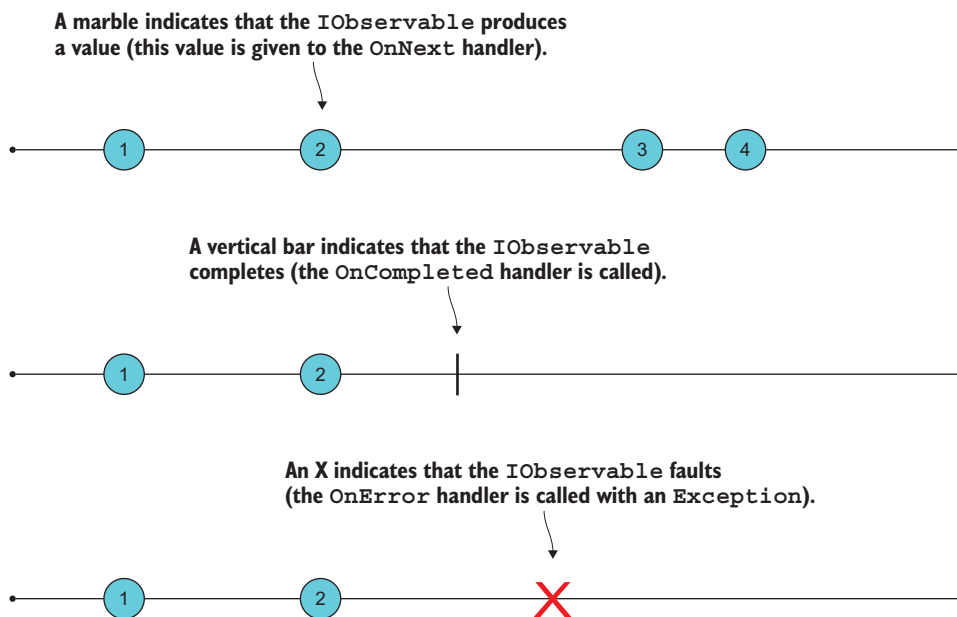 A marble indicates that the IObservable produces
a value (this value is given to the OnNext handler).
1 2 3 4
A vertical bar indicates that the IObservable
completes (the OnCompleted handler is called).
1 2
An X indicates that the IObservable faults
(the OnError handler is called with an Exception).
1 2